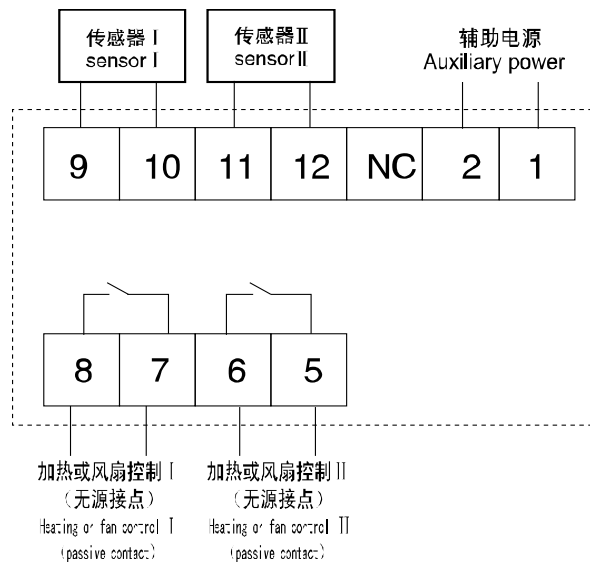 传感器Ⅰ
sensorⅠ
传感器Ⅱ
sensorⅡ
辅助电源
Auxiliary power
9 10 11 12 NC 2 1
8 7 6 5
加热或风扇控制Ⅰ
（无源接点）
Heating or fan control Ⅰ
(passive contact)
加热或风扇控制Ⅱ
（无源接点）
Heating or fan control Ⅱ
(passive contact)